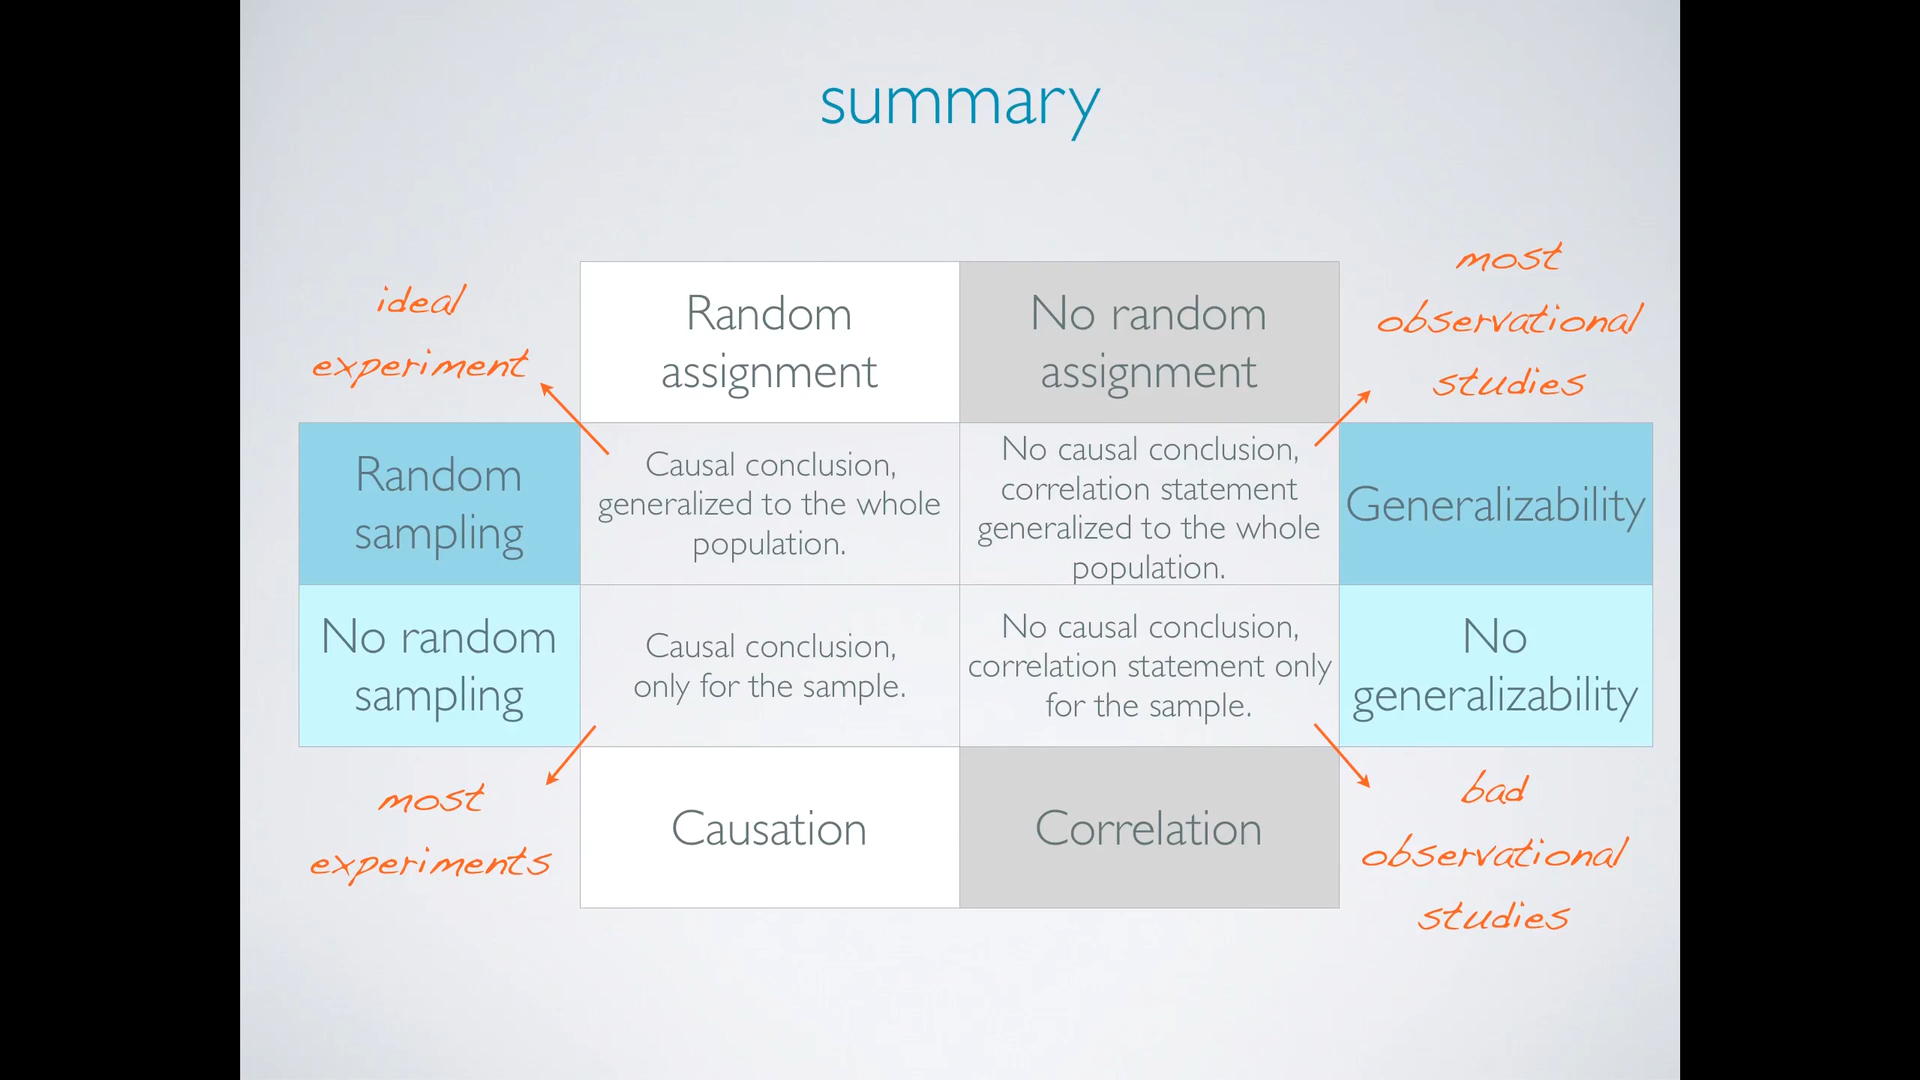 summary
ideal
experiment
Random
assignment
No random
assignment
most
observational
studies
Random
sampling
Causal conclusion,
generalized to the whole
population.
No causal conclusion,
correlation statement
generalized to the whole
population.
Generalizability
No random
sampling
Causal conclusion,
only for the sample.
No causal conclusion,
correlation statement only
for the sample.
No
generalizability
most
experiments
Causation
Correlation
bad
observational
studies